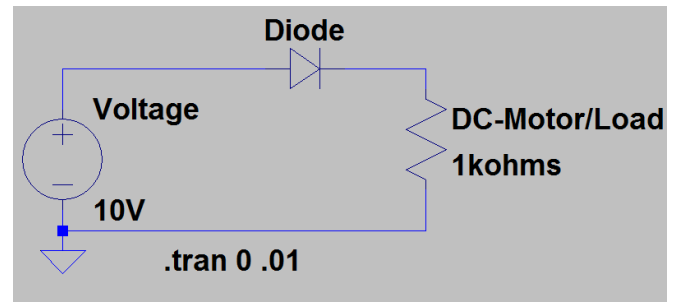 Diode
Voltage
DC-Motor/Load
1kohms
10V
.tran 0 .01